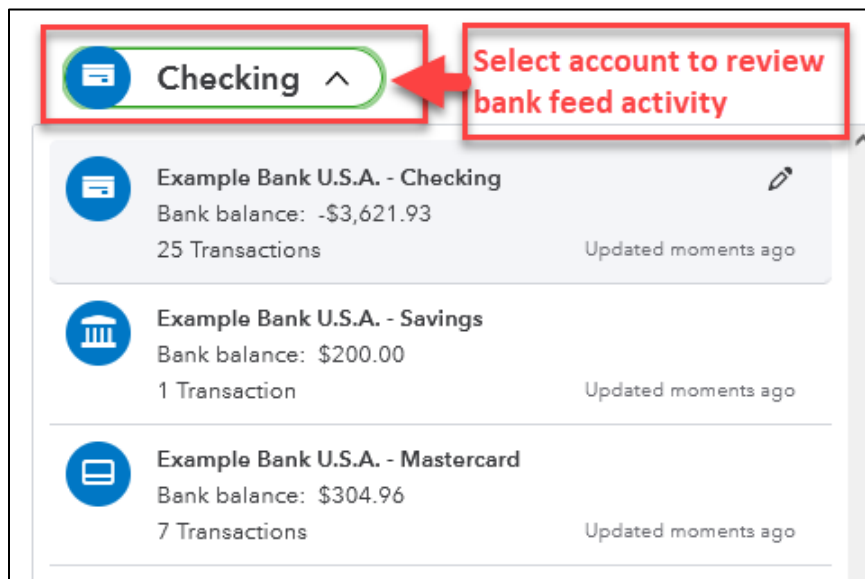 Checking
Select account to review
bank feed activity
Example Bank U.S.A. - Checking
Bank balance: -$3,621.93
25 Transactions
Updated moments ago
Example Bank U.S.A. - Savings
Bank balance: $200.00
1 Transaction
Updated moments ago
Example Bank U.S.A. - Mastercard
Bank balance: $304.96
7 Transactions
Updated moments ago